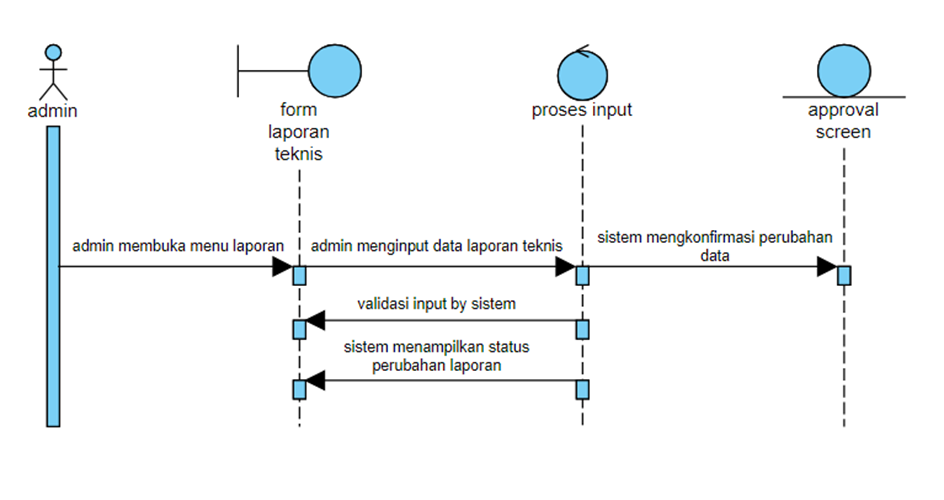 admin
form
laporan
teknis
proses input
approval
screen
admin membuka menu laporan
admin menginput data laporan teknis
sistem mengkonfirmasi perubahan
data
validasi input by sistem
sistem menampilkan status
perubahan laporan